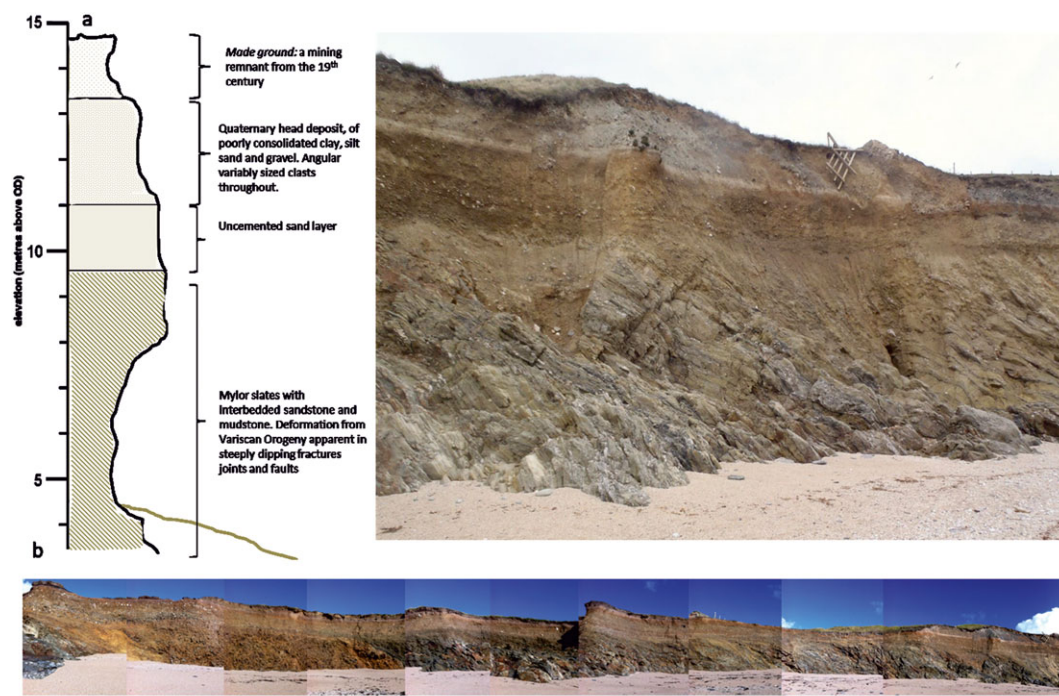 15
a
Made ground: a mining
remnant from the 19th
century
Quaternary head deposit, of
poorly consolidated clay, silt
sand and gravel. Angular
variably sized clasts
throughout.
Uncemented sand layer
10
elevation (metres above OD)
Mylor slates with
interbedded sandstone and
mudstone. Deformation from
Variscan Orogeny apparent in
steeply dipping fractures
joints and faults
5
b